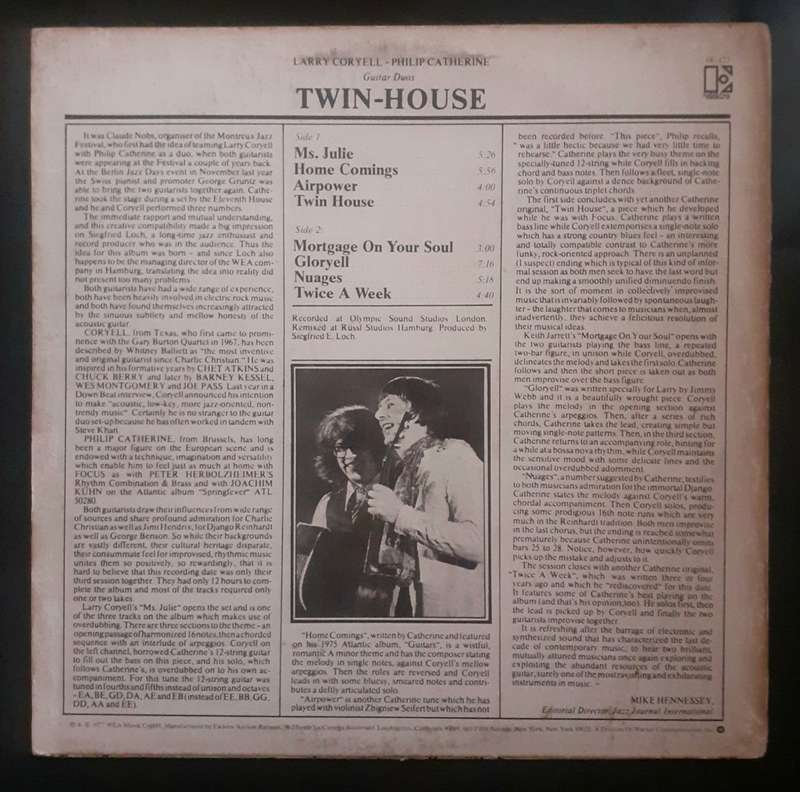 LARRY CORYELL - PHILIP CATHERINE
Guitar Duos
TWIN-HOUSE
It was Claude Nobs, organiser of the Montreux Jazz
Festival, who first had the idea of teaming Larry Coryell
with Philip Catherine as a duo, when both guitarists
were appearing at the Festival a couple of years back.
At the Berlin Jazz Days event in November last year
the Swiss pianist and promoter George Gruntz was
able to bring the two guitarists together again. Cathe-
rine took the stage during a set by the Eleventh House
and he and Coryell performed three numbers.
The immediate rapport and mutual understanding,
and this creative compatibility made a big impression
on Siegfried Loch, a long-time jazz enthusiast and
record producer who was in the audience. Thus the
idea for this album was born - and since Loch also
happens to be the managing director of the WEA com-
pany in Hamburg, translating the idea into reality did
not present too many problems.
Both guitarists have had a wide range of experience,
both have been heavily involved in electric rock music
and both have found themselves increasingly attracted
by the sinuous subtlety and mellow honesty of the
acoustic guitar.
CORYELL, from Texas, who first came to promi-
nence with the Gary Burton Quartet in 1967, has been
described by Whitney Balliett as "the most inventive
and original guitarist since Charlie Christian." He was
inspired in his formative years by CHET ATKINS and
CHUCK BERRY and later by BARNEY KESSEL,
WES MONTGOMERY and JOE PASS. Last year in a
Down Beat interview, Coryell announced his intention
to make "acoustic, low-key, more jazz-oriented, non-
trendy music". Certainly he is no stranger to the guitar
duo set-up because he has often worked in tandem with
Steve Khan.
PHILIP CATHERINE, from Brussels, has long
been a major figure on the European scene and is
endowed with a technique, imagination and versatility
which enable him to feel just as much at home with
FOCUS as with PETER HERBOLZHEIMER'S
Rhythm Combination & Brass and with JOACHIM
KÜHN on the Atlantic album "Springfever" ATL
50280.
Both guitarists draw their influences from a wide range
of sources and share profound admiration for Charlie
Christian as well as Jimi Hendrix, for Django Reinhardt
as well as George Benson. So while their backgrounds
are vastly different, their cultural heritage disparate,
their consummate feel for improvised, rhythmic music
unites them so positively, so rewardingly, that it is
hard to believe that this recording date was only their
third session together. They had only 12 hours to com-
plete the album and most of the tracks required only
one or two takes.
Larry Coryell's "Ms. Julie" opens the set and is one
of the three tracks on the album which makes use of
overdubbing. There are three sections to the theme - an
opening passage of harmonized 16 notes, then a chorded
sequence with an interlude of arpeggios. Coryell on
the left channel, borrowed Catherine's 12-string guitar
to fill out the bass on this piece, and his solo, which
follows Catherine's, is overdubbed on to his own ac-
companiment. For this tune the 12-string guitar was
tuned in fourths and fifths instead of unison and octaves
- EA, BE, GD, DA, AE and EB (instead of EE, BB, GG,
DD, AA and EE).
Side 1
Ms. Julie 5:26
Home Comings 5:56
Airpower 4:00
Twin House 4:54
Side 2:
Mortgage On Your Soul 3:00
Gloryell 7:16
Nuages 5:18
Twice A Week 4:40
Recorded at Olympic Sound Studios London.
Remixed at Rüssl Studios Hamburg. Produced by
Siegfried E. Loch.
"Home Comings", written by Catherine and featured
on his 1975 Atlantic album, "Guitars", is a wistful,
romantic A minor theme and has the composer stating
the melody in single notes, against Coryell's mellow
arpeggios. Then the roles are reversed and Coryell
leads in with some blues, smeared notes and contri-
butes a deftly articulated solo.
"Airpower" is another Catherine tune which he has
played with violinist Zbigniew Seifert but which has not
been recorded before. "This piece", Philip recalls,
"was a little hectic because we had very little time to
rehearse." Catherine plays the very busy theme on the
specially-tuned 12-string while Coryell fills in backing
chord and bass notes. Then follows a fleet, single-note
solo by Coryell against a dence background of Cathe-
rine's continuous triplet chords.
The first side concludes with yet another Catherine
original, "Twin House", a piece which he developed
while he was with Focus. Catherine plays a written
bass line while Coryell extemporises a single-note solo
which has a strong country blues feel - an interesting
and totally compatible contrast to Catherine's more
funky, rock-oriented approach. There is an unplanned
(I suspect) ending which is typical of this kind of infor-
mal session as both men seek to have the last word but
end up making a smoothly unified diminuendo finish.
It is the sort of moment in collectively improvised
music that is invariably followed by spontaneous laugh-
ter - the laughter that comes to musicians when, almost
inadvertently, they achieve a felicitous resolution of
their musical ideas.
Keith Jarrett's "Mortgage On Your Soul" opens with
the two guitarists playing the bass line, a repeated
two-bar figure, in unison while Coryell, overdubbed,
delineates the melody and takes the first solo. Catherine
follows and then the short piece is taken out as both
men improvise over the bass figure.
"Gloryell" was written specially for Larry by Jimmy
Webb and it is a beautifully wrought piece. Coryell
plays the melody in the opening section against
Catherine's arpeggios. Then, after a series of rich
chords, Catherine takes the lead, creating simple but
moving single-note patterns. Then, in the third section,
Catherine returns to an accompanying role, hinting for
a while at a bossa nova rhythm, while Coryell maintains
the sensitive mood with some delicate lines and the
occasional overdubbed adornment.
"Nuages", a number suggested by Catherine, testifies
to both musicians admiration for the immortal Django.
Catherine states the melody against Coryell's warm,
chordal accompaniment. Then Coryell solos, produ-
cing some prodigious 16th note runs which are very
much in the Reinhardt tradition. Both men improvise
in the last chorus, but the ending is reached somewhat
prematurely because Catherine unintentionally omits
bars 25 to 28. Notice, however, how quickly Coryell
picks up the mistake and adjusts to it.
The session closes with another Catherine original,
"Twice A Week", which was written three or four
years ago and which he "rediscovered" for this date.
It features some of Catherine's best playing on the
album (and that's his opinion, too). He solos first, then
the lead is picked up by Coryell and finally the two
guitarists improvise together.
It is refreshing after the barrage of electronic and
synthetized sound that has characterized the last de-
cade of contemporary music, to hear two brilliant,
mutually attuned musicians once again exploring and
exploiting the abundant resources of the acoustic
guitar, surely one of the most ravishing and exhilarating
instruments in music. -
MIKE HENNESSEY,
Editorial Director, Jazz Journal International.